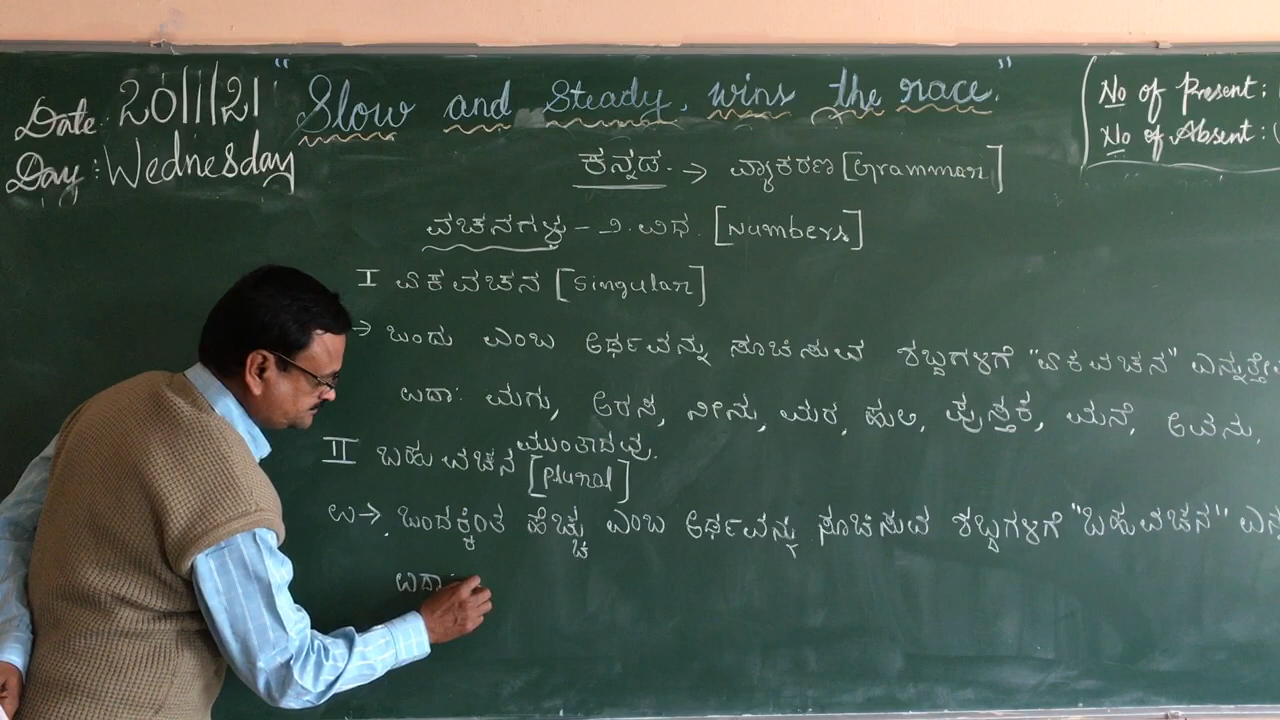 Date: 20/1/21 "Slow and Steady, wins the race."
Day : Wednesday
No of Present :
No of Absent :
ಕನ್ನಡ. → ವ್ಯಾಕರಣ [Grammar]
ವಚನಗಳು – ೨. ವಿಧ. [Numbers]
I ಏಕವಚನ [Singular]
→ ಒಂದು ಎಂಬ ಅರ್ಥವನ್ನು ಸೂಚಿಸುವ ಶಬ್ದಗಳಿಗೆ "ಏಕವಚನ" ಎನ್ನುತ್ತೇವೆ
ಉದಾ: ಮಗು, ಅರಸ, ನೀನು, ಮರ, ಹುಲಿ, ಪುಸ್ತಕ, ಮನೆ, ಅವನು,
ಮುಂತಾದವು.
II ಬಹುವಚನ [Plural]
→ ಒಂದಕ್ಕಿಂತ ಹೆಚ್ಚು ಎಂಬ ಅರ್ಥವನ್ನು ಸೂಚಿಸುವ ಶಬ್ದಗಳಿಗೆ "ಬಹುವಚನ"
ಉದಾ: